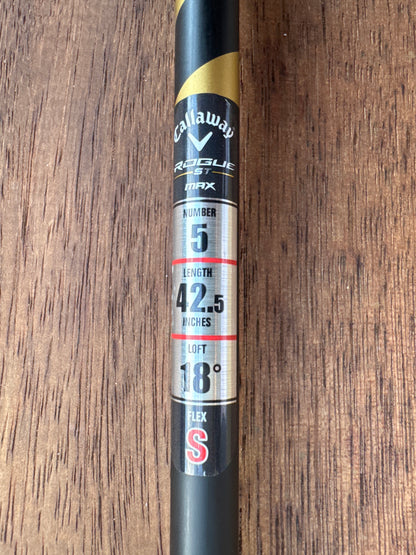 Callaway
ROGUE
ST
MAX
NUMBER
5
LENGTH
42.5
INCHES
LOFT
18°
FLEX
S